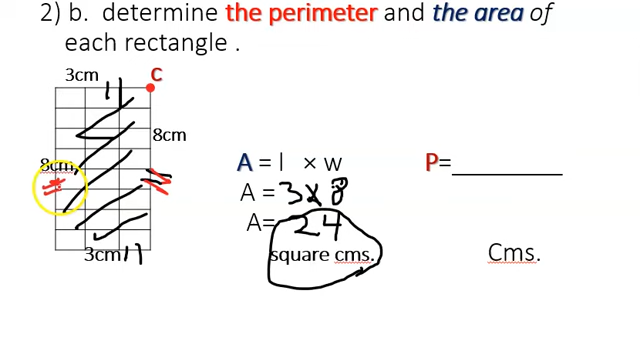 2) b. determine the perimeter and the area of
each rectangle .
3cm
C
8cm
8cm,
3cm
A = l × w
A = 3 x 8
A= 24
square cms.
P=__________
Cms.